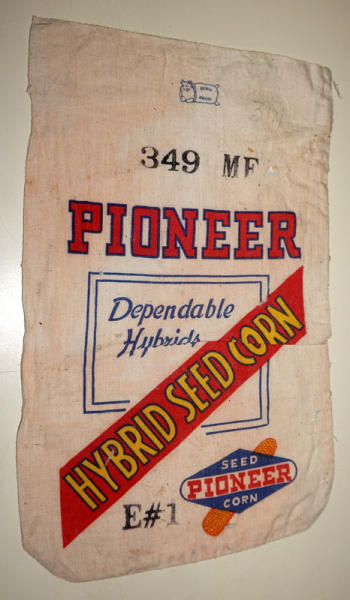 349 MF
PIONEER
Dependable
Hybrids
HYBRID SEED CORN
SEED
PIONEER
CORN
E#1